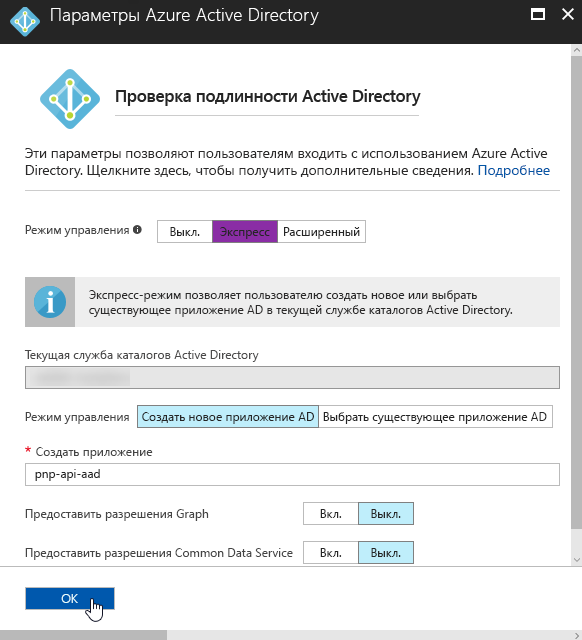 Параметры Azure Active Directory
Проверка подлинности Active Directory
Эти параметры позволяют пользователям входить с использованием Azure Active
Directory. Щелкните здесь, чтобы получить дополнительные сведения. Подробнее
Режим управления Выкл. Экспресс Расширенный
Экспресс-режим позволяет пользователю создать новое или выбрать
существующее приложение AD в текущей службе каталогов Active Directory.
Текущая служба каталогов Active Directory
Режим управления Создать новое приложение AD Выбрать существующее приложение AD
* Создать приложение
pnp-api-aad
Предоставить разрешения Graph Вкл. Выкл.
Предоставить разрешения Common Data Service Вкл. Выкл.
ОК